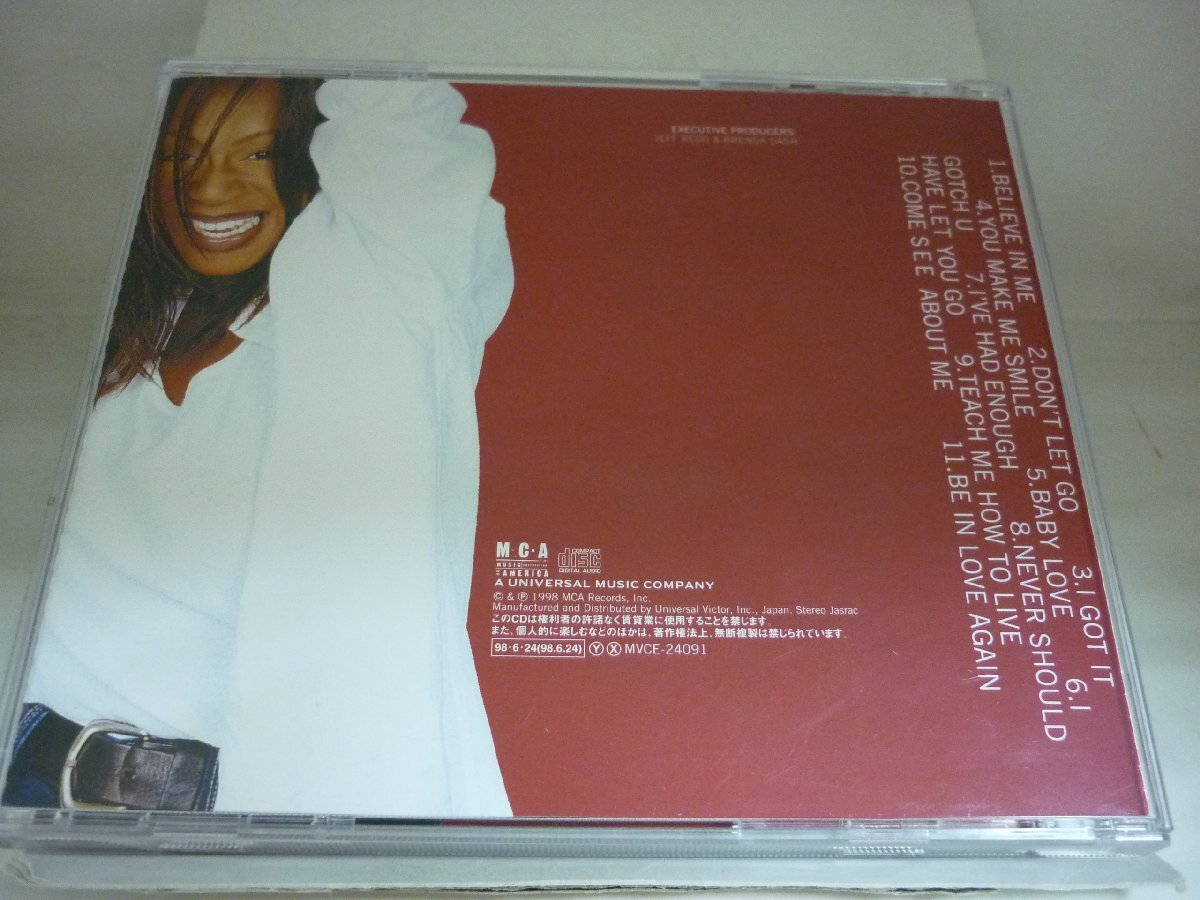 EXECUTIVE PRODUCERS:
JEFF REDD & BRENDA DASH
1.BELIEVE IN ME 2.DON'T LET GO 3.I GOT IT
4.YOU MAKE ME SMILE 5.BABY LOVE 6.I
GOTCH U 7.I'VE HAD ENOUGH 8.NEVER SHOULD
HAVE LET YOU GO 9.TEACH ME HOW TO LIVE
10.COME SEE ABOUT ME 11.BE IN LOVE AGAIN
M·C·A
MUSIC
AMERICA
COMPACT
disc
DIGITAL AUDIO
A UNIVERSAL MUSIC COMPANY
© & ℗ 1998 MCA Records, Inc.
Manufactured and Distributed by Universal Victor, Inc., Japan. Stereo Jasrac
このCDは権利者の許諾なく賃貸業に使用することを禁じます。
また、個人的に楽しむなどのほかは、著作権法上、無断複製は禁じられています。
98·6·24(98.6.24) Ⓨ Ⓧ MVCE-24091